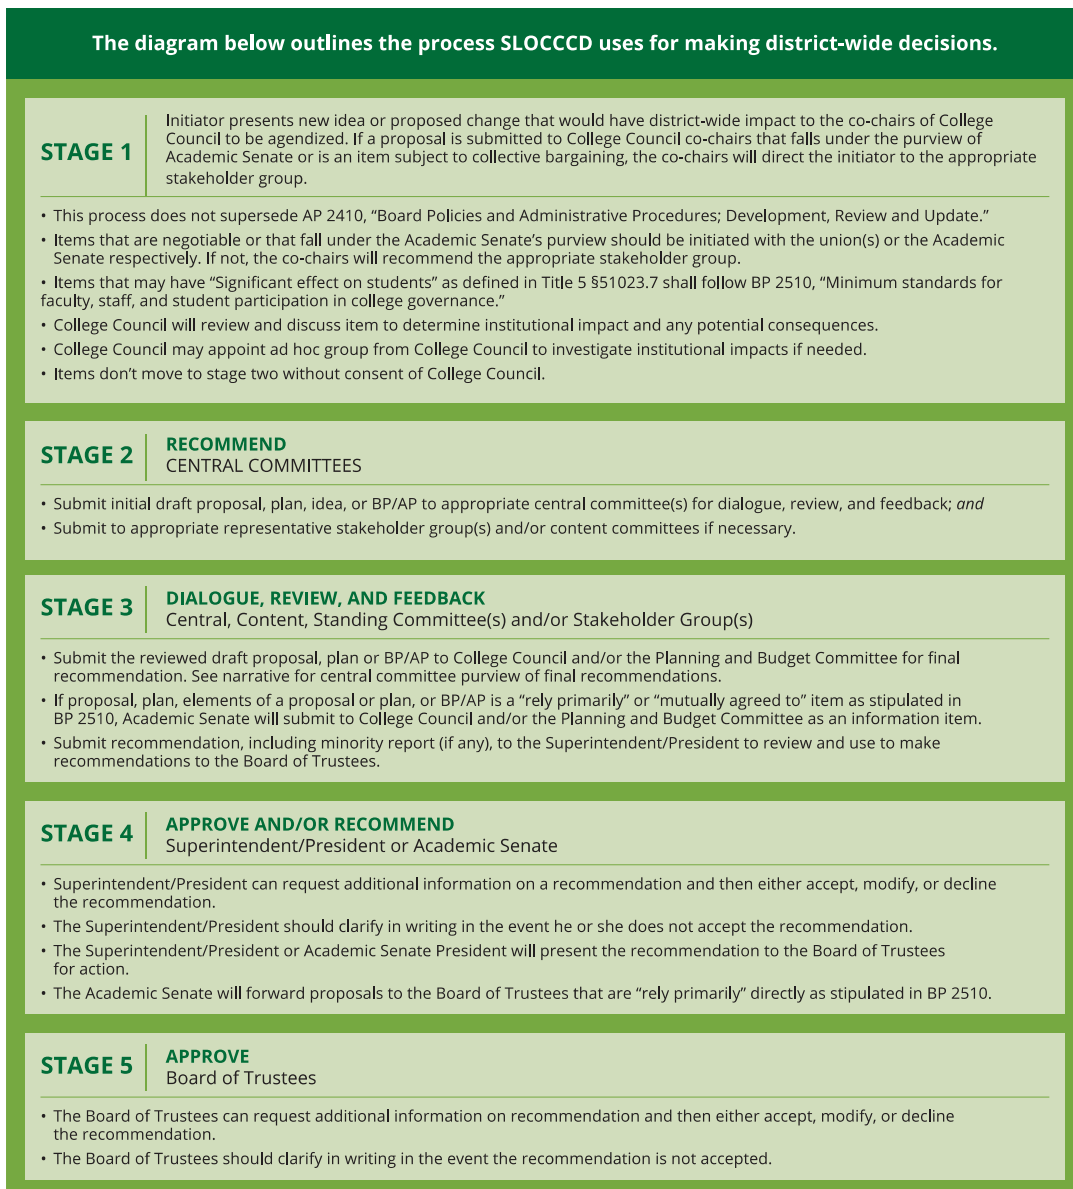 The diagram below outlines the process SLOCCCD uses for making district-wide decisions.
STAGE 1
Initiator presents new idea or proposed change that would have district-wide impact to the co-chairs of College
Council to be agendized. If a proposal is submitted to College Council co-chairs that falls under the purview of
Academic Senate or is an item subject to collective bargaining, the co-chairs will direct the initiator to the appropriate
stakeholder group.
• This process does not supersede AP 2410, “Board Policies and Administrative Procedures; Development, Review and Update.”
• Items that are negotiable or that fall under the Academic Senate’s purview should be initiated with the union(s) or the Academic
Senate respectively. If not, the co-chairs will recommend the appropriate stakeholder group.
• Items that may have “Significant effect on students” as defined in Title 5 §51023.7 shall follow BP 2510, “Minimum standards for
faculty, staff, and student participation in college governance.”
• College Council will review and discuss item to determine institutional impact and any potential consequences.
• College Council may appoint ad hoc group from College Council to investigate institutional impacts if needed.
• Items don’t move to stage two without consent of College Council.
STAGE 2
RECOMMEND
CENTRAL COMMITTEES
• Submit initial draft proposal, plan, idea, or BP/AP to appropriate central committee(s) for dialogue, review, and feedback; and
• Submit to appropriate representative stakeholder group(s) and/or content committees if necessary.
STAGE 3
DIALOGUE, REVIEW, AND FEEDBACK
Central, Content, Standing Committee(s) and/or Stakeholder Group(s)
• Submit the reviewed draft proposal, plan or BP/AP to College Council and/or the Planning and Budget Committee for final
recommendation. See narrative for central committee purview of final recommendations.
• If proposal, plan, elements of a proposal or plan, or BP/AP is a “rely primarily” or “mutually agreed to” item as stipulated in
BP 2510, Academic Senate will submit to College Council and/or the Planning and Budget Committee as an information item.
• Submit recommendation, including minority report (if any), to the Superintendent/President to review and use to make
recommendations to the Board of Trustees.
STAGE 4
APPROVE AND/OR RECOMMEND
Superintendent/President or Academic Senate
• Superintendent/President can request additional information on a recommendation and then either accept, modify, or decline
the recommendation.
• The Superintendent/President should clarify in writing in the event he or she does not accept the recommendation.
• The Superintendent/President or Academic Senate President will present the recommendation to the Board of Trustees
for action.
• The Academic Senate will forward proposals to the Board of Trustees that are “rely primarily” directly as stipulated in BP 2510.
STAGE 5
APPROVE
Board of Trustees
• The Board of Trustees can request additional information on recommendation and then either accept, modify, or decline
the recommendation.
• The Board of Trustees should clarify in writing in the event the recommendation is not accepted.